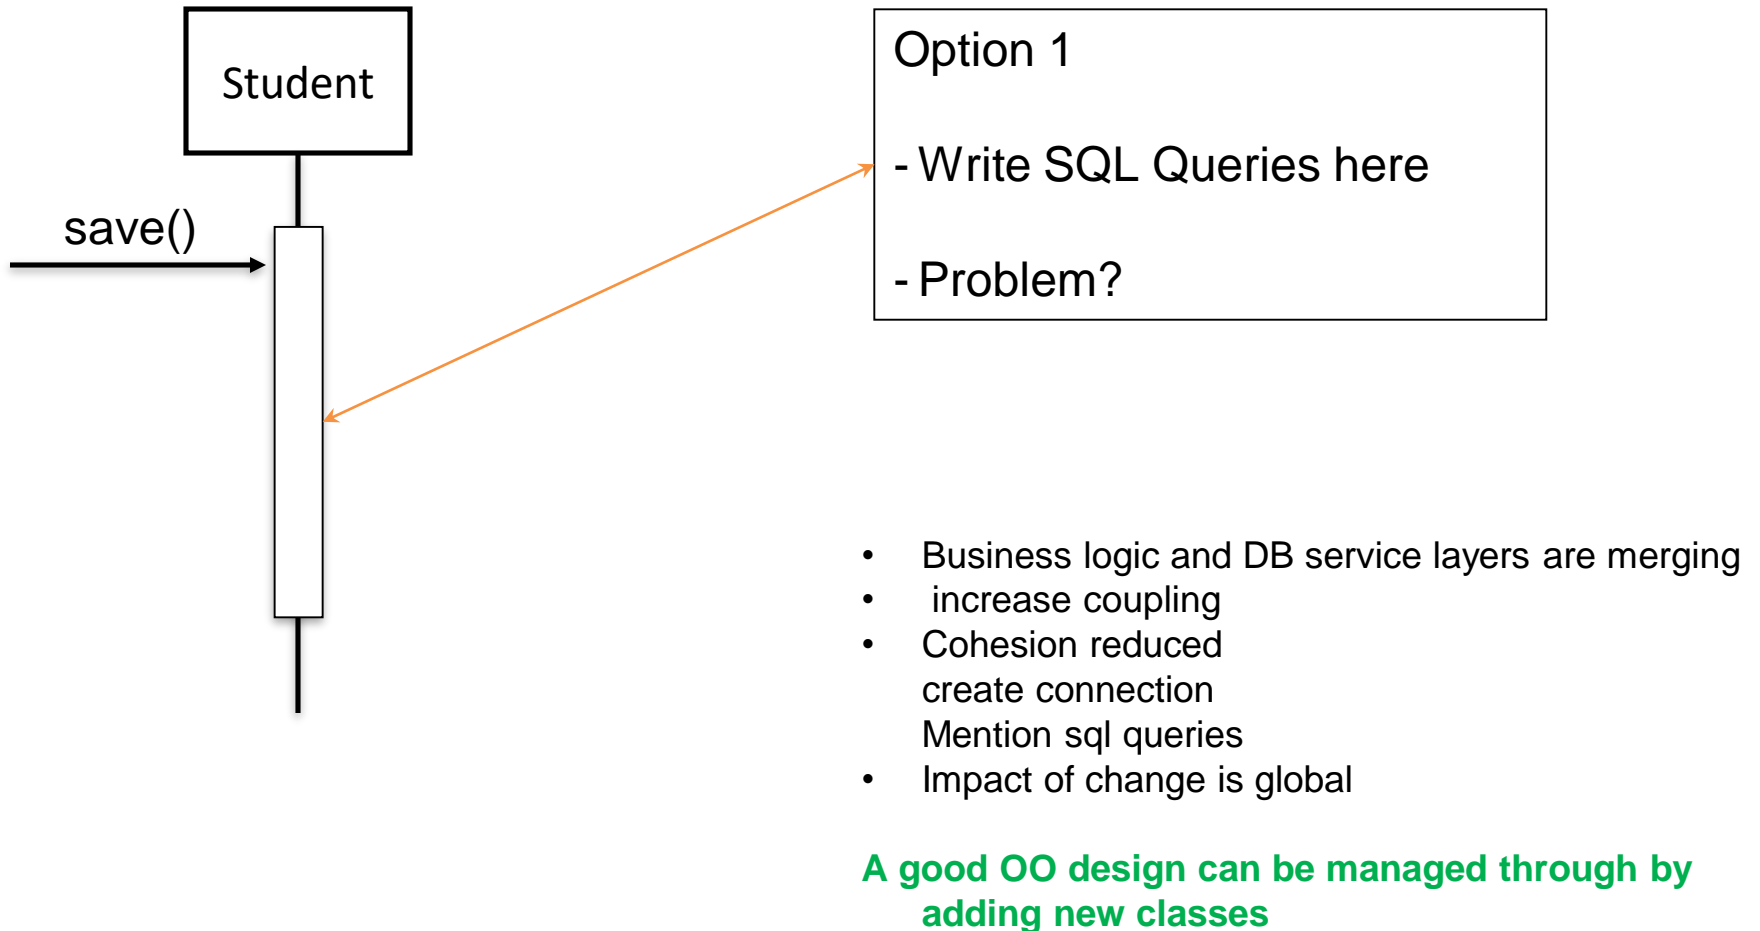 Student
save()
Option 1
- Write SQL Queries here
- Problem?
• Business logic and DB service layers are merging
• increase coupling
• Cohesion reduced
create connection
Mention sql queries
• Impact of change is global
A good OO design can be managed through by
adding new classes